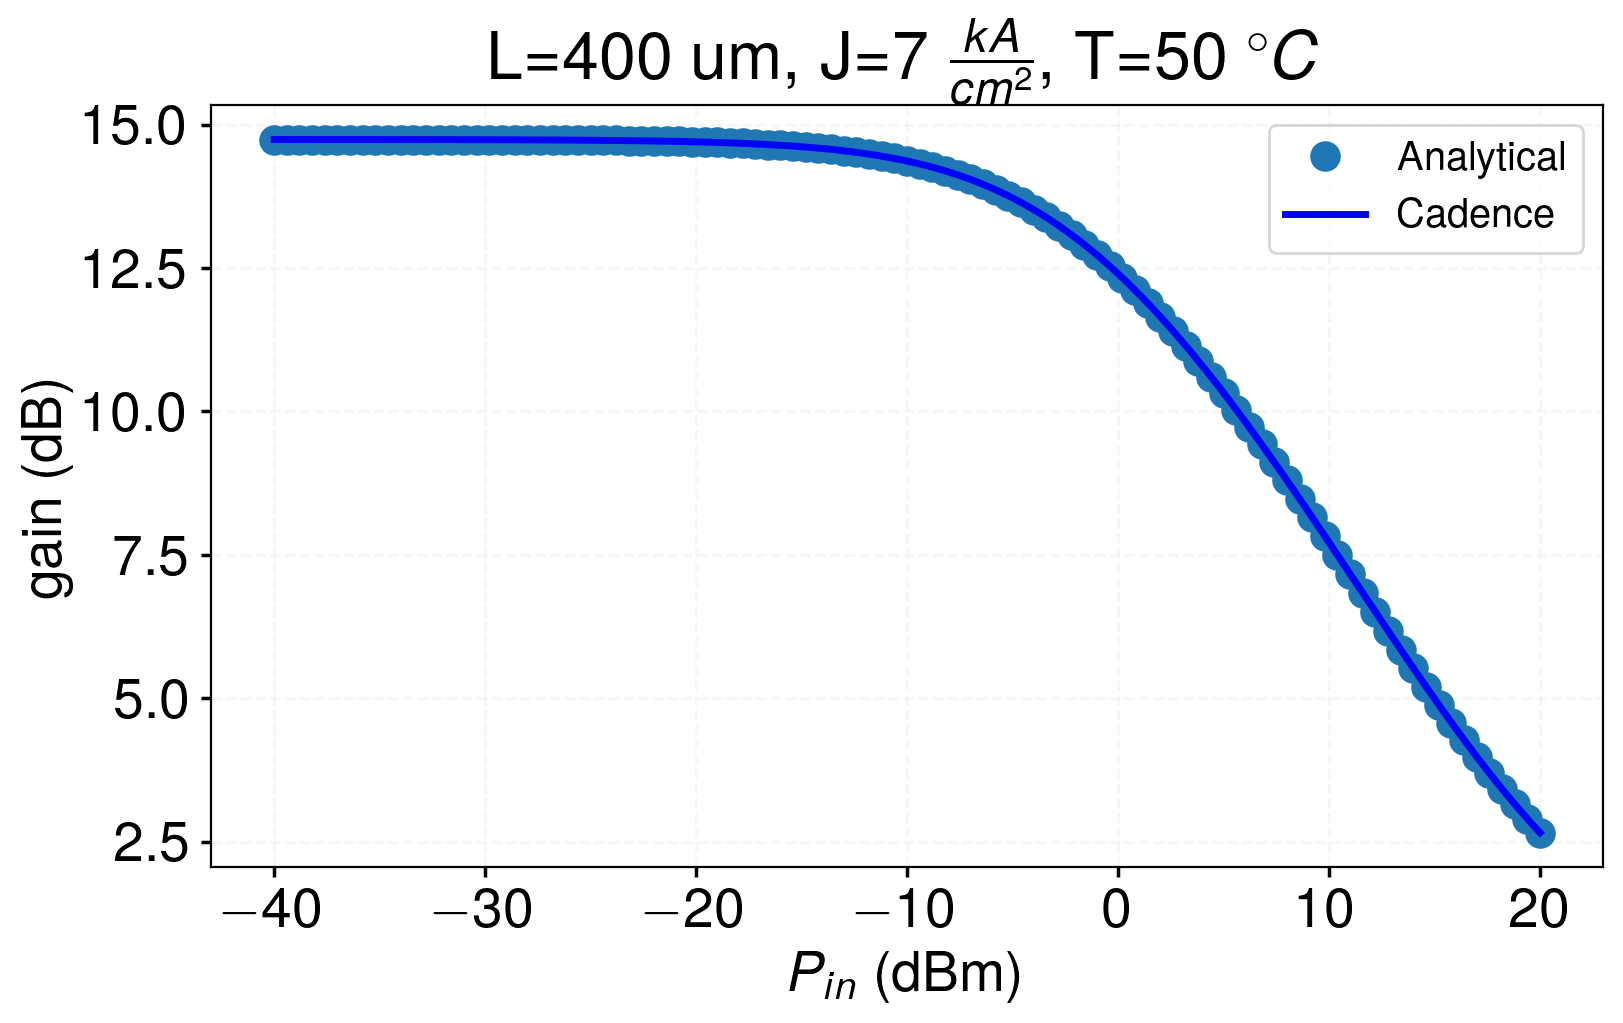 L=400 um, J=7 kA/cm², T=50 °C
15.0
12.5
10.0
7.5
5.0
2.5
gain (dB)
Analytical
Cadence
−40 −30 −20 −10 0 10 20
P_in (dBm)